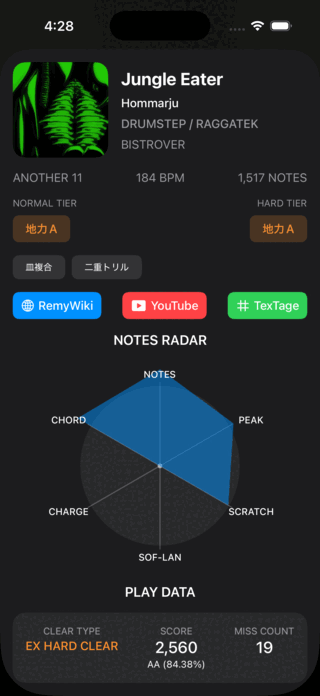 4:28
Jungle Eater
Hommarju
DRUMSTEP / RAGGATEK
BISTROVER
ANOTHER 11 184 BPM 1,517 NOTES
NORMAL TIER HARD TIER
地力A 地力A
皿複合 二重トリル
RemyWiki YouTube TexTage
NOTES RADAR
NOTES
CHORD PEAK
CHARGE SCRATCH
SOF-LAN
PLAY DATA
CLEAR TYPE SCORE MISS COUNT
EX HARD CLEAR 2,560 19
AA (84.38%)